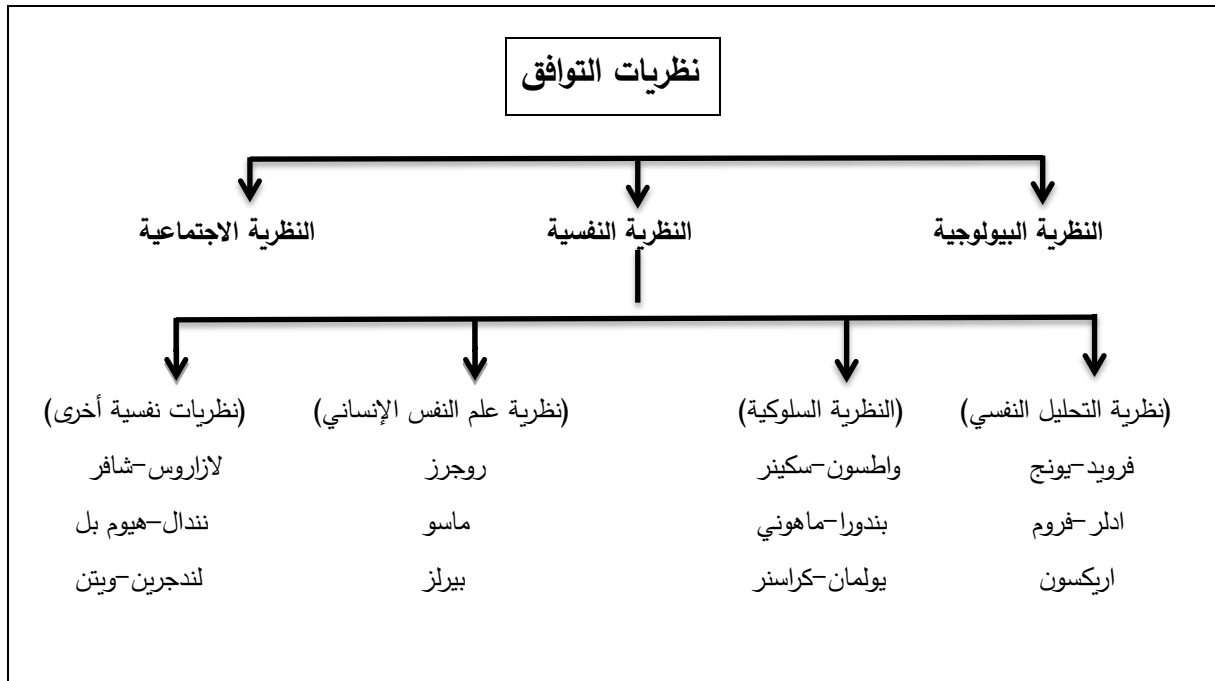 نظريات التوافق
النظرية البيولوجية
النظرية النفسية
النظرية الاجتماعية
(نظرية التحليل النفسي)
فرويد-يونج
ادلر-فروم
اريكسون
(النظرية السلوكية)
واطسون-سكينر
بندورا-ماهوني
يولمان-كراسنر
(نظرية علم النفس الإنساني)
روجرز
ماسو
بيرلز
(نظريات نفسية أخرى)
لازاروس-شافر
نندال-هيوم بل
لندجرين-ويتن